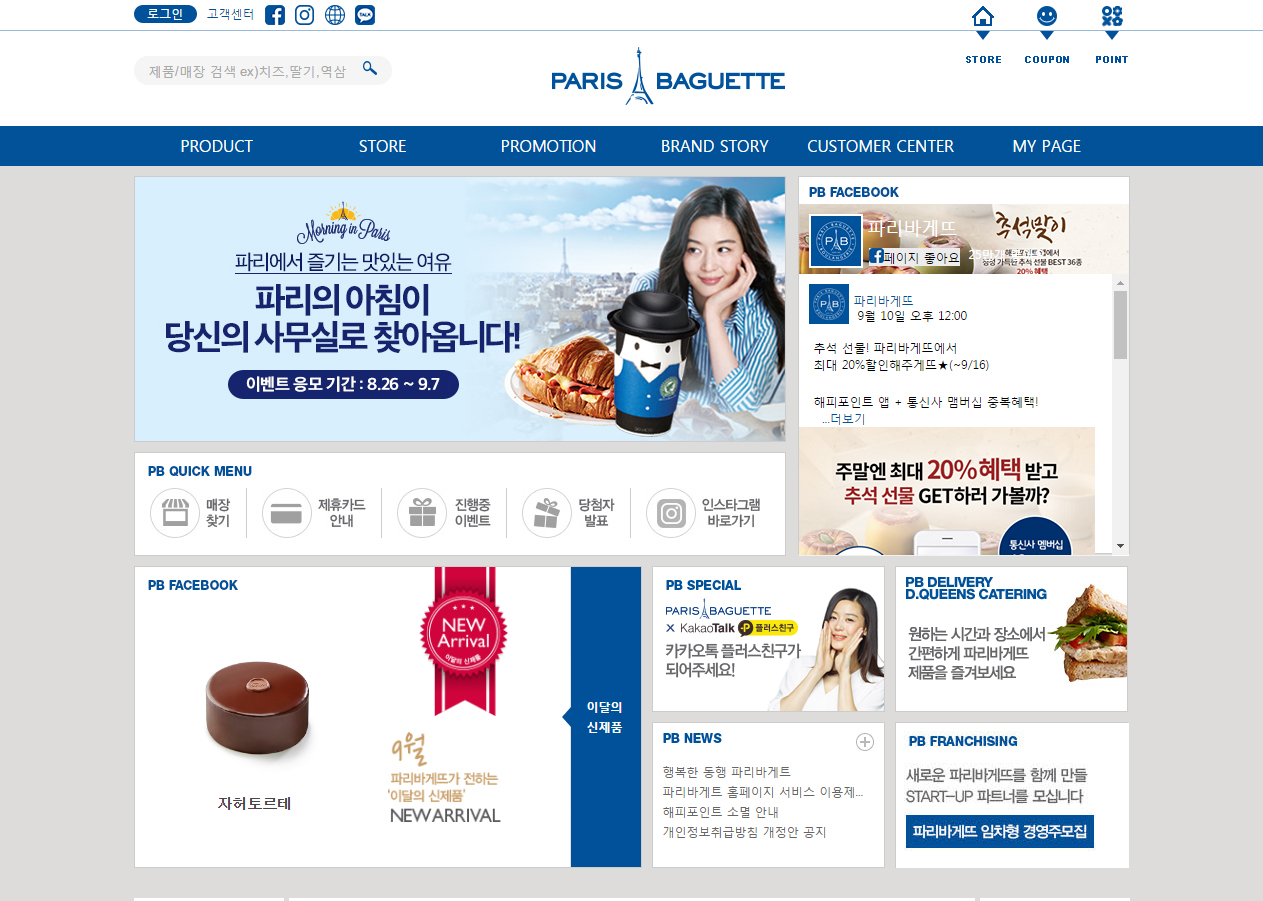 로그인
고객센터
TALK
제품/매장 검색 ex)치즈,딸기,역삼
PARIS BAGUETTE
STORE
COUPON
POINT
PRODUCT
STORE
PROMOTION
BRAND STORY
CUSTOMER CENTER
MY PAGE
Morning in Paris
파리에서 즐기는 맛있는 여유
파리의 아침이
당신의 사무실로 찾아옵니다!
이벤트 응모 기간 : 8.26 ~ 9.7
PB FACEBOOK
파리바게뜨
페이지 좋아요
추석맞이
추석 선물 BEST 36종
20% 혜택
PARIS BAGUETTE
PB
파리바게뜨
9월 10일 오후 12:00
추석 선물! 파리바게뜨에서
최대 20%할인해주게뜨★(~9/16)
해피포인트 앱 + 통신사 맴버십 중복혜택!
...더보기
주말엔 최대 20%혜택 받고
추석 선물 GET하러 가볼까?
통신사 멤버십
PB QUICK MENU
매장
찾기
제휴카드
안내
진행중
이벤트
당첨자
발표
인스타그램
바로가기
PB FACEBOOK
NEW
Arrival
이달의 신제품
자허토르테
9월
파리바게뜨가 전하는
'이달의 신제품'
NEW ARRIVAL
이달의
신제품
PB SPECIAL
PARIS BAGUETTE
X KakaoTalk P 플러스친구
카카오톡 플러스친구가
되어주세요!
PB DELIVERY
D.QUEENS CATERING
원하는 시간과 장소에서
간편하게 파리바게뜨
제품을 즐겨보세요
PB NEWS
행복한 동행 파리바게트
파리바게트 홈페이지 서비스 이용제...
해피포인트 소멸 안내
개인정보취급방침 개정안 공지
PB FRANCHISING
새로운 파리바게뜨를 함께 만들
START-UP 파트너를 모십니다
파리바게뜨 임차형 경영주모집